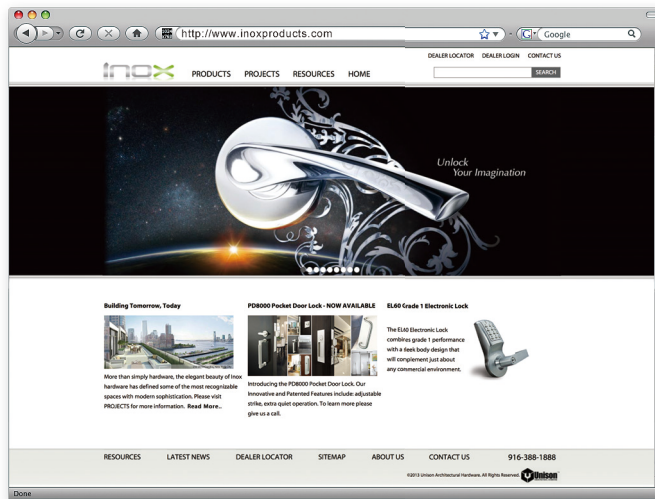 http://www.inoxproducts.com
Google
DEALER LOCATOR DEALER LOGIN CONTACT US
inox PRODUCTS PROJECTS RESOURCES HOME
SEARCH
Unlock
Your Imagination
Building Tomorrow, Today
More than simply hardware, the elegant beauty of Inox
hardware has defined some of the most recognizable
spaces with modern sophistication. Please visit
PROJECTS for more information. Read More..
PD8000 Pocket Door Lock - NOW AVAILABLE
Introducing the PD8000 Pocket Door Lock. Our
Innovative and Patented Features include: adjustable
strike, extra quiet operation. To learn more please
give us a call.
EL60 Grade 1 Electronic Lock
The EL60 Electronic Lock
combires grade 1 performance
with a sleek body design that
will conplement just about
any commercial environment.
RESOURCES LATEST NEWS DEALER LOCATOR SITEMAP ABOUT US CONTACT US 916-388-1888
©2013 Unison Architectural Hardware. All Rights Reserved. Unison
Done